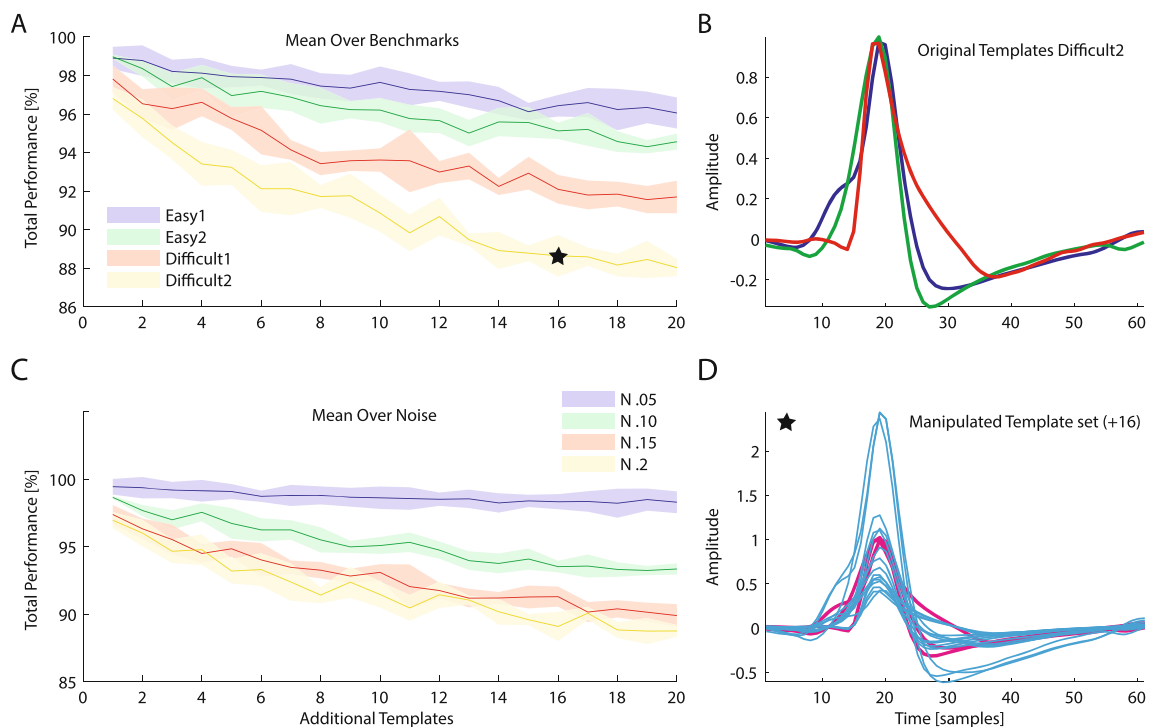 A
Mean Over Benchmarks
Total Performance [%]
100
98
96
94
92
90
88
86
0 2 4 6 8 10 12 14 16 18 20
Easy1
Easy2
Difficult1
Difficult2
B
Original Templates Difficult2
Amplitude
0.8
0.6
0.4
0.2
0
-0.2
10 20 30 40 50 60
C
Mean Over Noise
N .05
N .10
N .15
N .2
Total Performance [%]
100
95
90
85
0 2 4 6 8 10 12 14 16 18 20
Additional Templates
D
Manipulated Template set (+16)
Amplitude
2
1.5
1
0.5
0
-0.5
10 20 30 40 50 60
Time [samples]